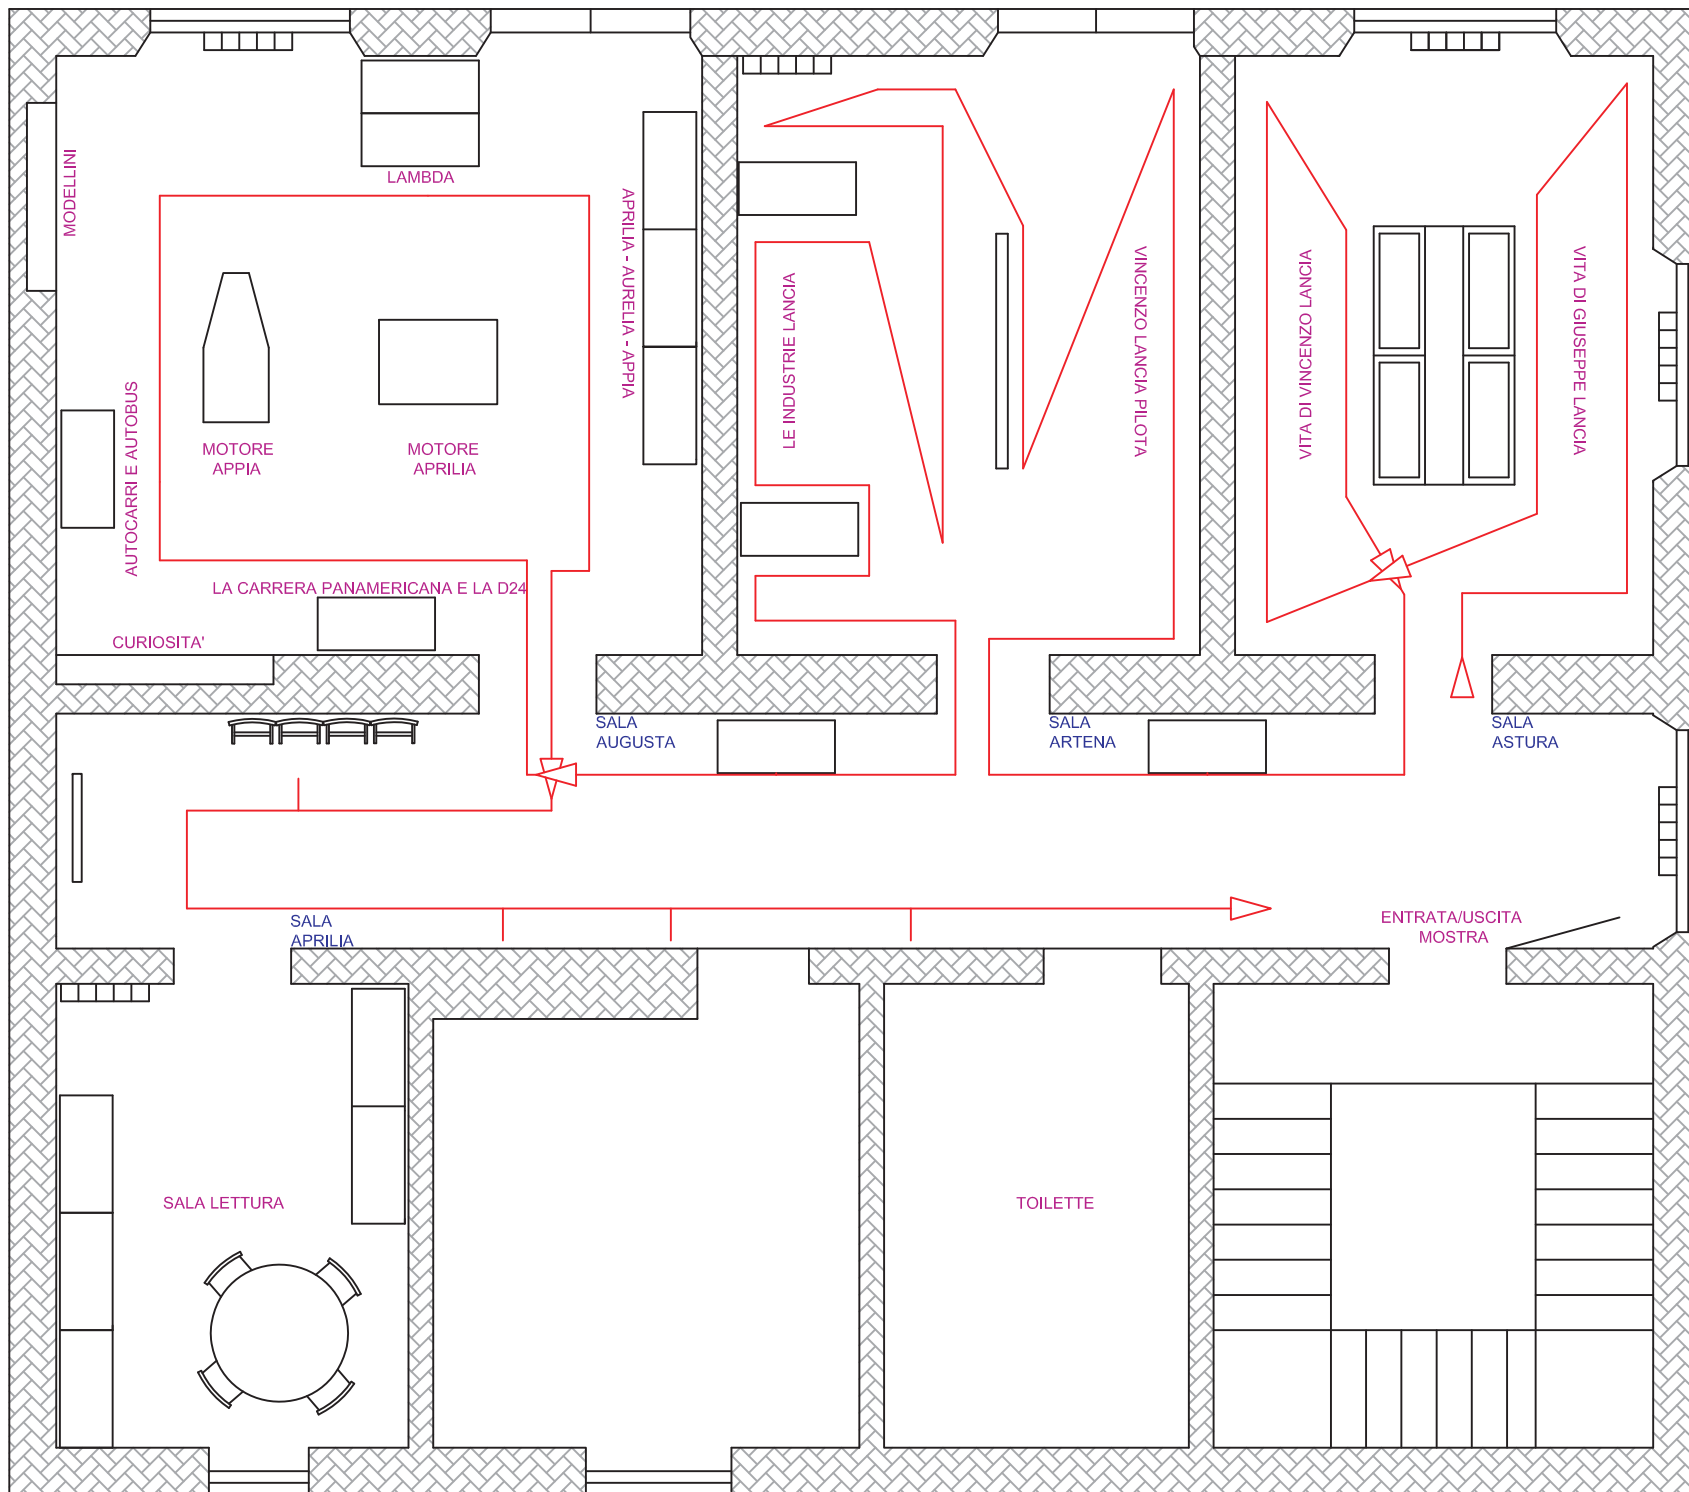 MODELLINI
LAMBDA
APRILIA - AURELIA - APPIA
AUTOCARRI E AUTOBUS
MOTORE
APPIA
MOTORE
APRILIA
LA CARRERA PANAMERICANA E LA D24
CURIOSITA'
LE INDUSTRIE LANCIA
VINCENZO LANCIA PILOTA
VITA DI VINCENZO LANCIA
VITA DI GIUSEPPE LANCIA
SALA
AUGUSTA
SALA
ARTENA
SALA
ASTURA
SALA
APRILIA
ENTRATA/USCITA
MOSTRA
SALA LETTURA
TOILETTE